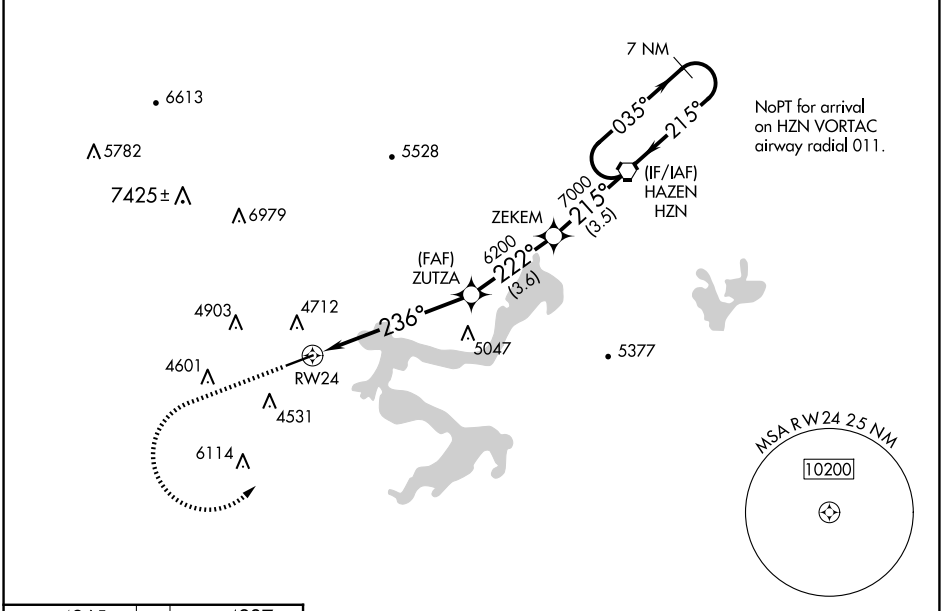 7 NM
6613
035°
215°
NoPT for arrival
on HZN VORTAC
airway radial 011.
5782
5528
7425±
(IF/IAF)
HAZEN
HZN
7000
215°
(3.5)
6979
ZEKEM
6200
222°
(3.6)
(FAF)
ZUTZA
4903
4712
236°
5047
5377
4601
RW24
4531
6114
MSA RW24 25 NM
10200